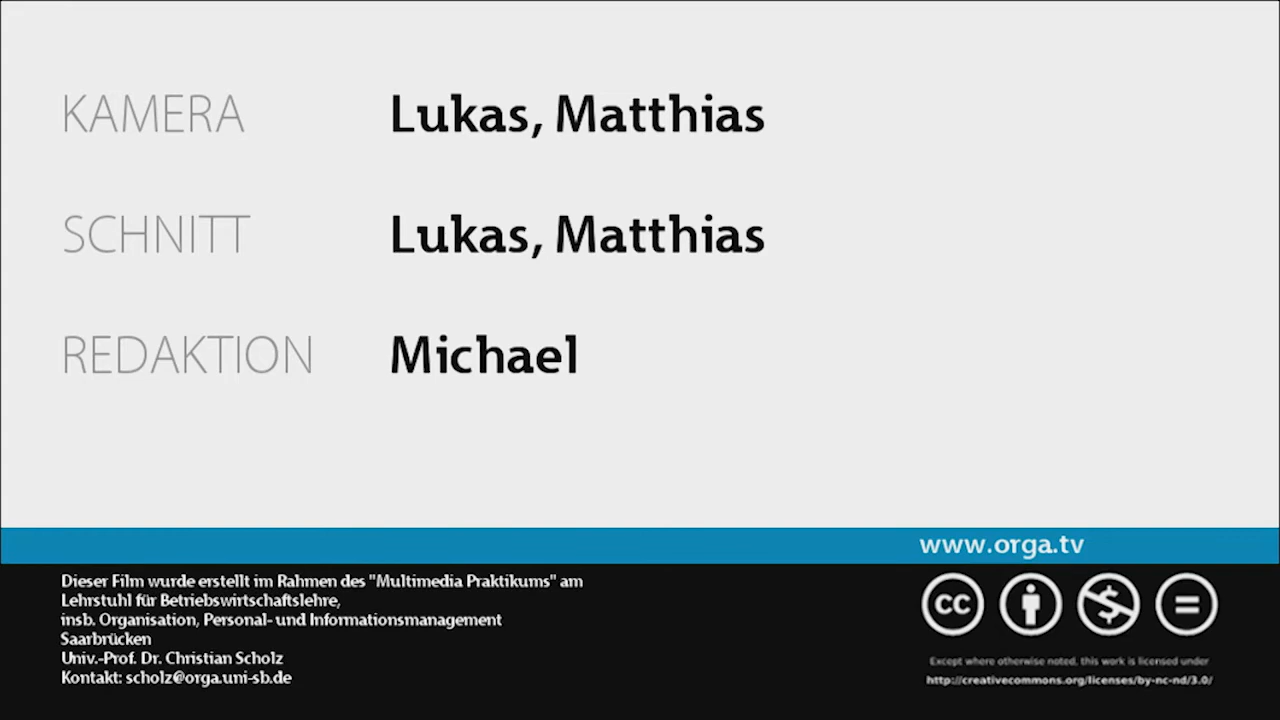 KAMERA Lukas, Matthias
SCHNITT Lukas, Matthias
REDAKTION Michael
www.orga.tv
Dieser Film wurde erstellt im Rahmen des "Multimedia Praktikums" am
Lehrstuhl für Betriebswirtschaftslehre,
insb. Organisation, Personal- und Informationsmanagement
Saarbrücken
Univ.-Prof. Dr. Christian Scholz
Kontakt: scholz@orga.uni-sb.de
cc
Except where otherwise noted, this work is licensed under
http://creativecommons.org/licenses/by-nc-nd/3.0/